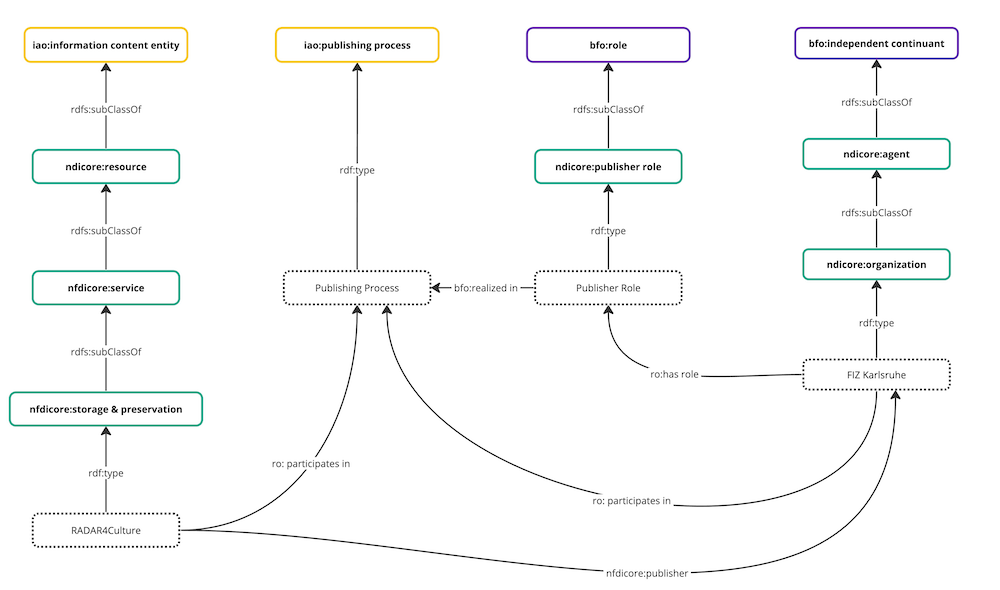 iao:information content entity
iao:publishing process
bfo:role
bfo:independent continuant
rdfs:subClassOf
rdfs:subClassOf
rdfs:subClassOf
ndicore:resource
rdf:type
ndicore:publisher role
ndicore:agent
rdfs:subClassOf
rdf:type
rdfs:subClassOf
nfdicore:service
Publishing Process
bfo:realized in
Publisher Role
ndicore:organization
rdfs:subClassOf
rdf:type
ro:has role
FIZ Karlsruhe
nfdicore:storage & preservation
rdf:type
ro: participates in
ro: participates in
RADAR4Culture
nfdicore:publisher